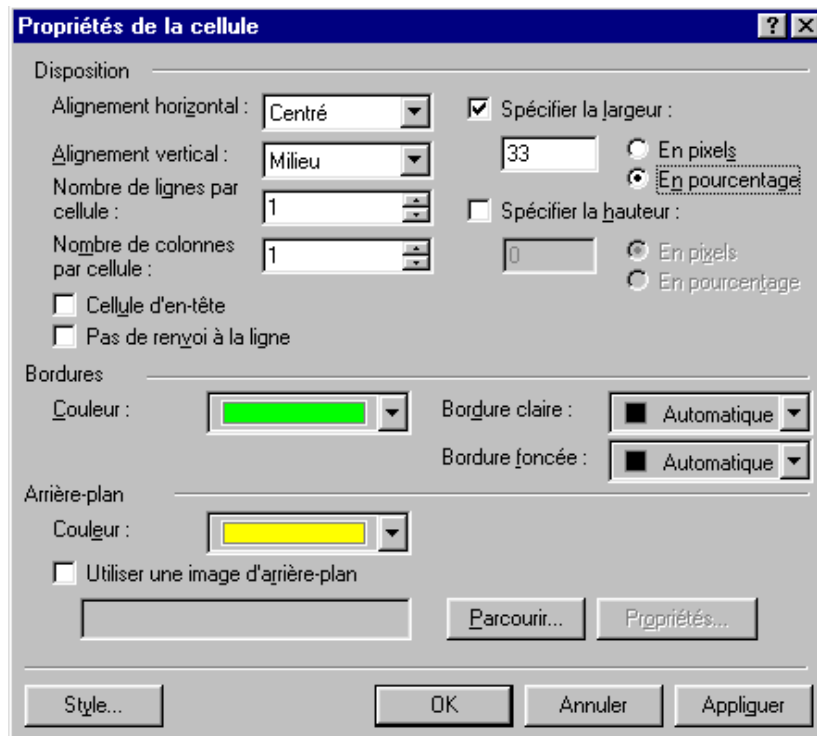 Propriétés de la cellule
Disposition
Alignement horizontal :
Centré
Spécifier la largeur :
Alignement vertical :
Milieu
33
En pixels
En pourcentage
Nombre de lignes par
cellule :
1
Spécifier la hauteur :
Nombre de colonnes
par cellule :
1
0
En pixels
En pourcentage
Cellule d'en-tête
Pas de renvoi à la ligne
Bordures
Couleur :
Bordure claire :
Automatique
Bordure foncée :
Automatique
Arrière-plan
Couleur :
Utiliser une image d'arrière-plan
Parcourir...
Propriétés...
Style...
OK
Annuler
Appliquer